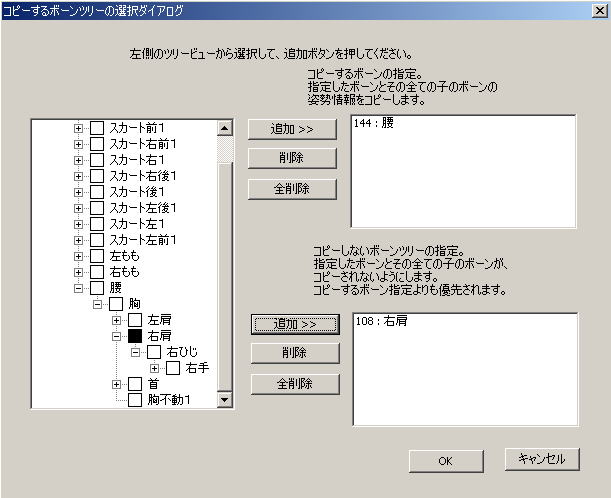 コピーするボーンツリーの選択ダイアログ
左側のツリービューから選択して、追加ボタンを押してください。
コピーするボーンの指定。
指定したボーンとその全ての子のボーンの
姿勢情報をコピーします。
スカート前1
スカート右前1
スカート右1
スカート右後1
スカート後1
スカート左後1
スカート左1
スカート左前1
左もも
右もも
腰
胸
左肩
右肩
右ひじ
右手
首
胸不動1
追加 >>
削除
全削除
144：腰
コピーしないボーンツリーの指定。
指定したボーンとその全ての子のボーンが、
コピーされないようにします。
コピーするボーン指定よりも優先されます。
追加 >>
削除
全削除
108：右肩
OK
キャンセル